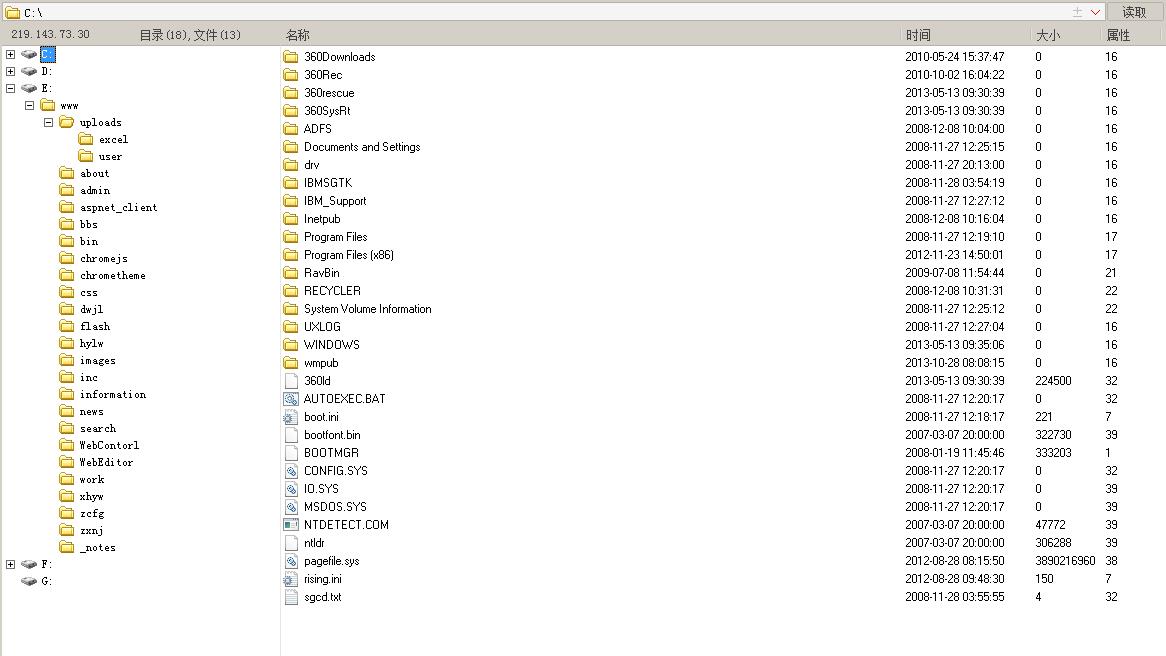 C:\ 读取
219.143.73.30 目录(18),文件(13) 名称 时间 大小 属性
C:
D:
E:
www
uploads
excel
user
about
admin
aspnet_client
bbs
bin
chromejs
chrometheme
css
dwjl
flash
hylw
images
inc
information
news
search
WebContorl
WebEditor
work
xhyw
zcfg
zxnj
_notes
F:
G:
360Downloads 2010-05-24 15:37:47 0 16
360Rec 2010-10-02 16:04:22 0 16
360rescue 2013-05-13 09:30:39 0 16
360SysRt 2013-05-13 09:30:39 0 16
ADFS 2008-12-08 10:04:00 0 16
Documents and Settings 2008-11-27 12:25:15 0 16
drv 2008-11-27 20:13:00 0 16
IBMSGTK 2008-11-28 03:54:19 0 16
IBM_Support 2008-11-27 12:27:12 0 16
Inetpub 2008-12-08 10:16:04 0 16
Program Files 2008-11-27 12:19:10 0 17
Program Files (x86) 2012-11-23 14:50:01 0 17
RavBin 2009-07-08 11:54:44 0 21
RECYCLER 2008-12-08 10:31:31 0 22
System Volume Information 2008-11-27 12:25:12 0 22
UXLOG 2008-11-27 12:27:04 0 16
WINDOWS 2013-05-13 09:35:06 0 16
wmpub 2013-10-28 08:08:15 0 16
360ld 2013-05-13 09:30:39 224500 32
AUTOEXEC.BAT 2008-11-27 12:20:17 0 32
boot.ini 2008-11-27 12:18:17 221 7
bootfont.bin 2007-03-07 20:00:00 322730 39
BOOTMGR 2008-01-19 11:45:46 333203 1
CONFIG.SYS 2008-11-27 12:20:17 0 32
IO.SYS 2008-11-27 12:20:17 0 39
MSDOS.SYS 2008-11-27 12:20:17 0 39
NTDETECT.COM 2007-03-07 20:00:00 47772 39
ntldr 2007-03-07 20:00:00 306288 39
pagefile.sys 2012-08-28 08:15:50 3890216960 38
rising.ini 2012-08-28 09:48:30 150 7
sgcd.txt 2008-11-28 03:55:55 4 32